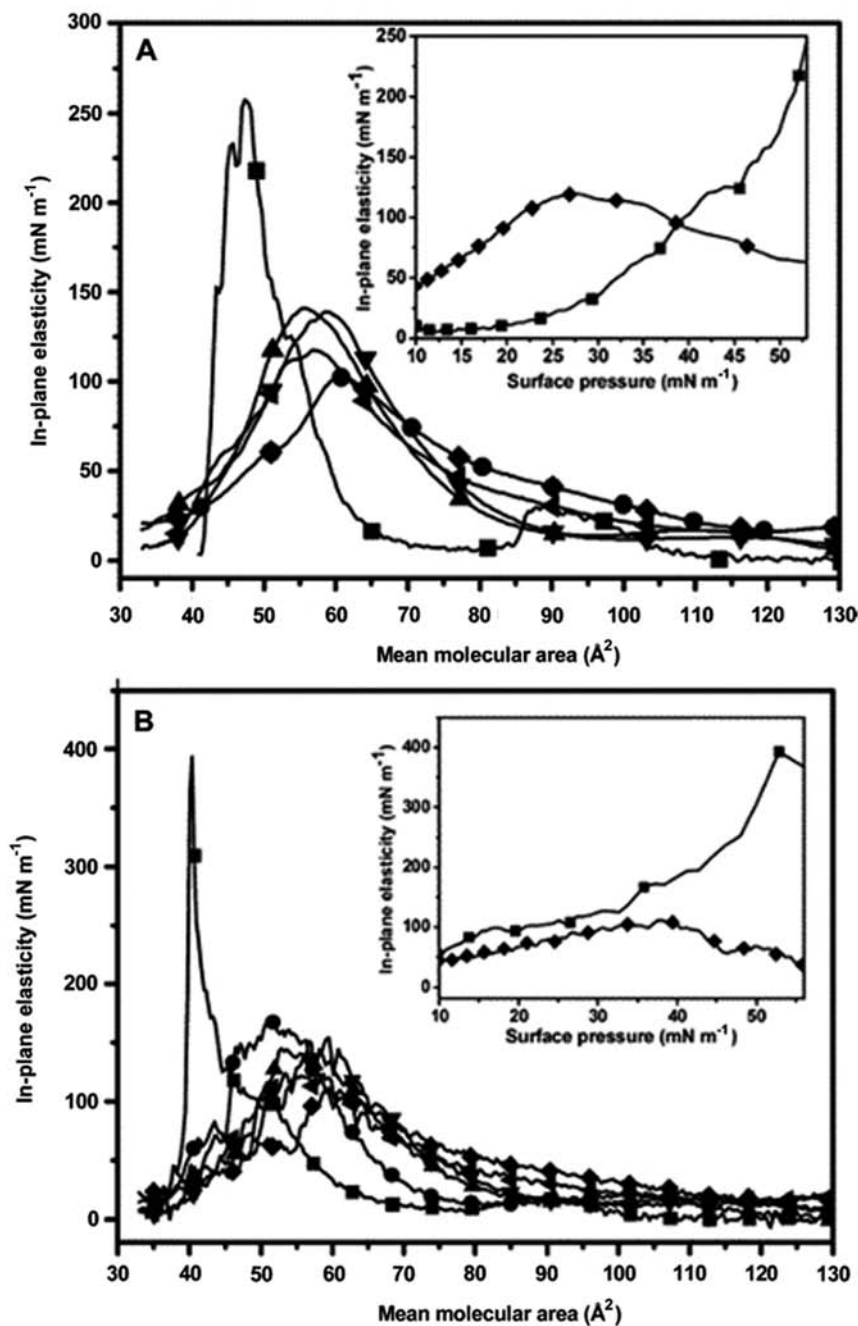 A
In-plane elasticity (mN m⁻¹)
300
250
200
150
100
50
0
30 40 50 60 70 80 90 100 110 120 130
Mean molecular area (Å²)
In-plane elasticity (mN m⁻¹)
250
200
150
100
50
0
10 15 20 25 30 35 40 45 50
Surface pressure (mN m⁻¹)
B
In-plane elasticity (mN m⁻¹)
400
300
200
100
0
30 40 50 60 70 80 90 100 110 120 130
Mean molecular area (Å²)
In-plane elasticity (mN m⁻¹)
400
300
200
100
0
10 20 30 40 50
Surface pressure (mN m⁻¹)